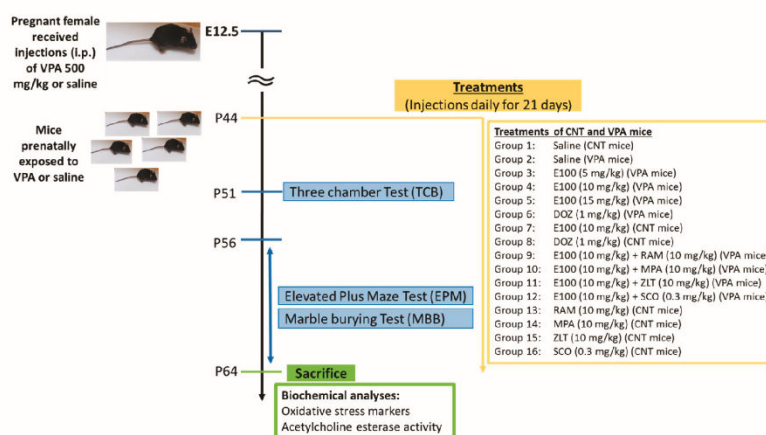 Pregnant female
received
injections (i.p.)
of VPA 500
mg/kg or saline
E12.5
Treatments
(Injections daily for 21 days)
P44
Mice
prenatally
exposed to
VPA or saline
Treatments of CNT and VPA mice
Group 1: Saline (CNT mice)
Group 2: Saline (VPA mice)
Group 3: E100 (5 mg/kg) (VPA mice)
Group 4: E100 (10 mg/kg) (VPA mice)
Group 5: E100 (15 mg/kg) (VPA mice)
Group 6: DOZ (1 mg/kg) (VPA mice)
Group 7: E100 (10 mg/kg) (CNT mice)
Group 8: DOZ (1 mg/kg) (CNT mice)
Group 9: E100 (10 mg/kg) + RAM (10 mg/kg) (VPA mice)
Group 10: E100 (10 mg/kg) + MPA (10 mg/kg) (VPA mice)
Group 11: E100 (10 mg/kg) + ZLT (10 mg/kg) (VPA mice)
Group 12: E100 (10 mg/kg) + SCO (0.3 mg/kg) (VPA mice)
Group 13: RAM (10 mg/kg) (CNT mice)
Group 14: MPA (10 mg/kg) (CNT mice)
Group 15: ZLT (10 mg/kg) (CNT mice)
Group 16: SCO (0.3 mg/kg) (CNT mice)
P51
Three chamber Test (TCB)
P56
Elevated Plus Maze Test (EPM)
Marble burying Test (MBB)
P64
Sacrifice
Biochemical analyses:
Oxidative stress markers
Acetylcholine esterase activity